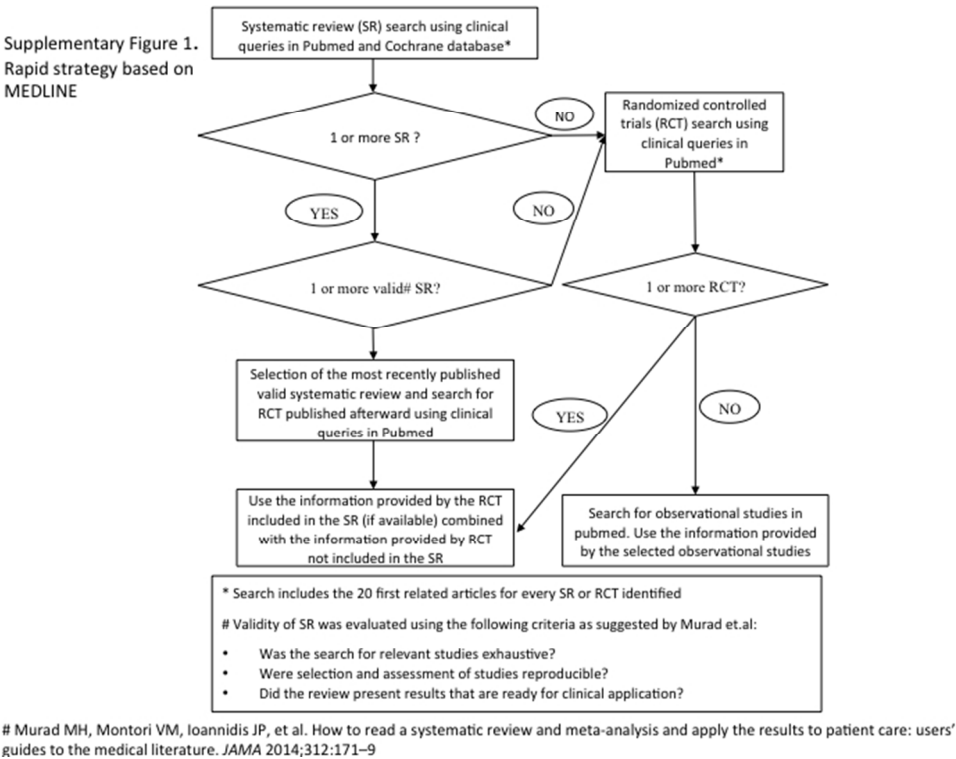 Supplementary Figure 1.
Rapid strategy based on
MEDLINE
Systematic review (SR) search using clinical
queries in Pubmed and Cochrane database*
1 or more SR ?
NO
Randomized controlled
trials (RCT) search using
clinical queries in
Pubmed*
YES
NO
1 or more valid# SR?
1 or more RCT?
Selection of the most recently published
valid systematic review and search for
RCT published afterward using clinical
queries in Pubmed
YES
NO
Use the information provided by the RCT
included in the SR (if available) combined
with the information provided by RCT
not included in the SR
Search for observational studies in
pubmed. Use the information provided
by the selected observational studies
* Search includes the 20 first related articles for every SR or RCT identified
# Validity of SR was evaluated using the following criteria as suggested by Murad et.al:
• Was the search for relevant studies exhaustive?
• Were selection and assessment of studies reproducible?
• Did the review present results that are ready for clinical application?
# Murad MH, Montori VM, Ioannidis JP, et al. How to read a systematic review and meta-analysis and apply the results to patient care: users’
guides to the medical literature. JAMA 2014;312:171–9